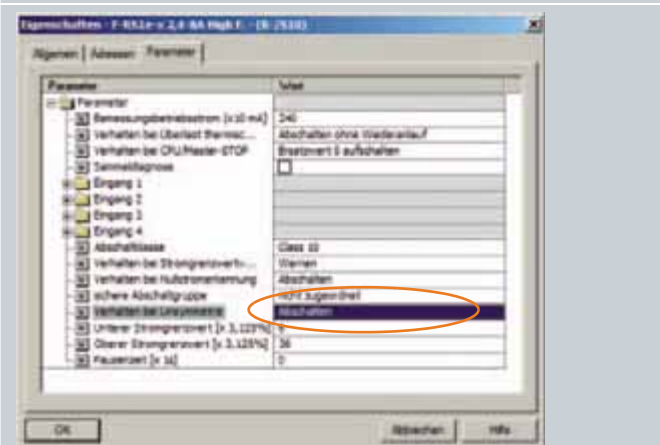 Eigenschaften - F-RS1e-x 2,4-8A High F. - (R-2S10)
Allgemein Adressen Parameter
Parameter Wert
Parameter
Bemessungsbetriebsstrom [x10 mA] 240
Verhalten bei Überlast thermisc... Abschalten ohne Wiederanlauf
Verhalten bei CPU/Master-STOP Ersatzwert 0 aufschalten
Sammeldiagnose
Eingang 1
Eingang 2
Eingang 3
Eingang 4
Abschaltklasse Class 10
Verhalten bei Stromgrenzwertv... Warnen
Verhalten bei Nullstromerkennung Abschalten
sichere Abschaltgruppe nicht zugeordnet
Verhalten bei Unsymmetrie Abschalten
Unterer Stromgrenzwert [x 3,125%] 6
Oberer Stromgrenzwert [x 3,125%] 36
Pausenzeit [x 1s] 0
OK Abbrechen Hilfe